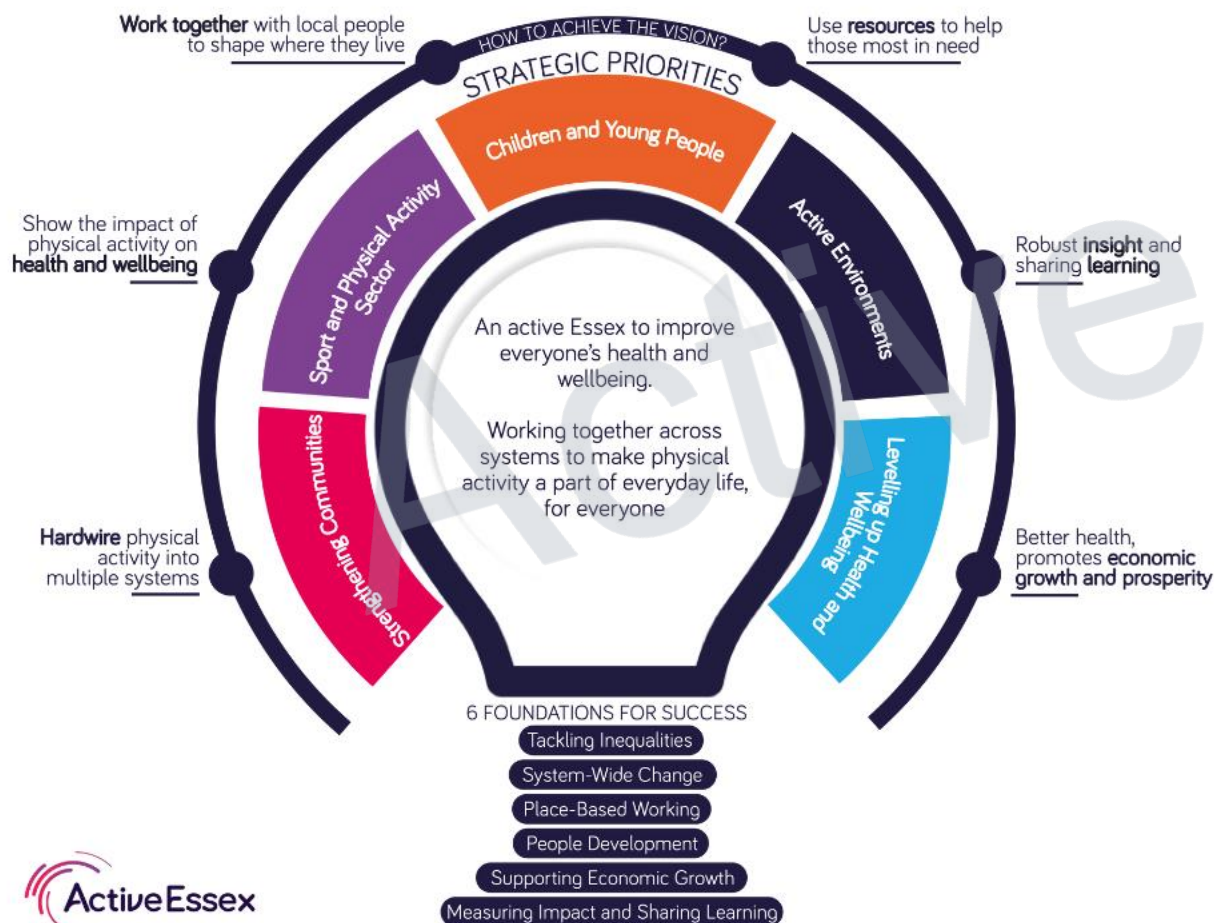 HOW TO ACHIEVE THE VISION?
STRATEGIC PRIORITIES
Work together with local people
to shape where they live
Use resources to help
those most in need
Show the impact of
physical activity on
health and wellbeing
Robust insight and
sharing learning
Hardwire physical
activity into
multiple systems
Better health,
promotes economic
growth and prosperity
Strengthening Communities
Sport and Physical Activity
Sector
Children and Young People
Active Environments
Levelling up Health and
Wellbeing
An active Essex to improve
everyone's health and
wellbeing.
Working together across
systems to make physical
activity a part of everyday life,
for everyone
Active
6 FOUNDATIONS FOR SUCCESS
Tackling Inequalities
System-Wide Change
Place-Based Working
People Development
Supporting Economic Growth
Measuring Impact and Sharing Learning
ActiveEssex